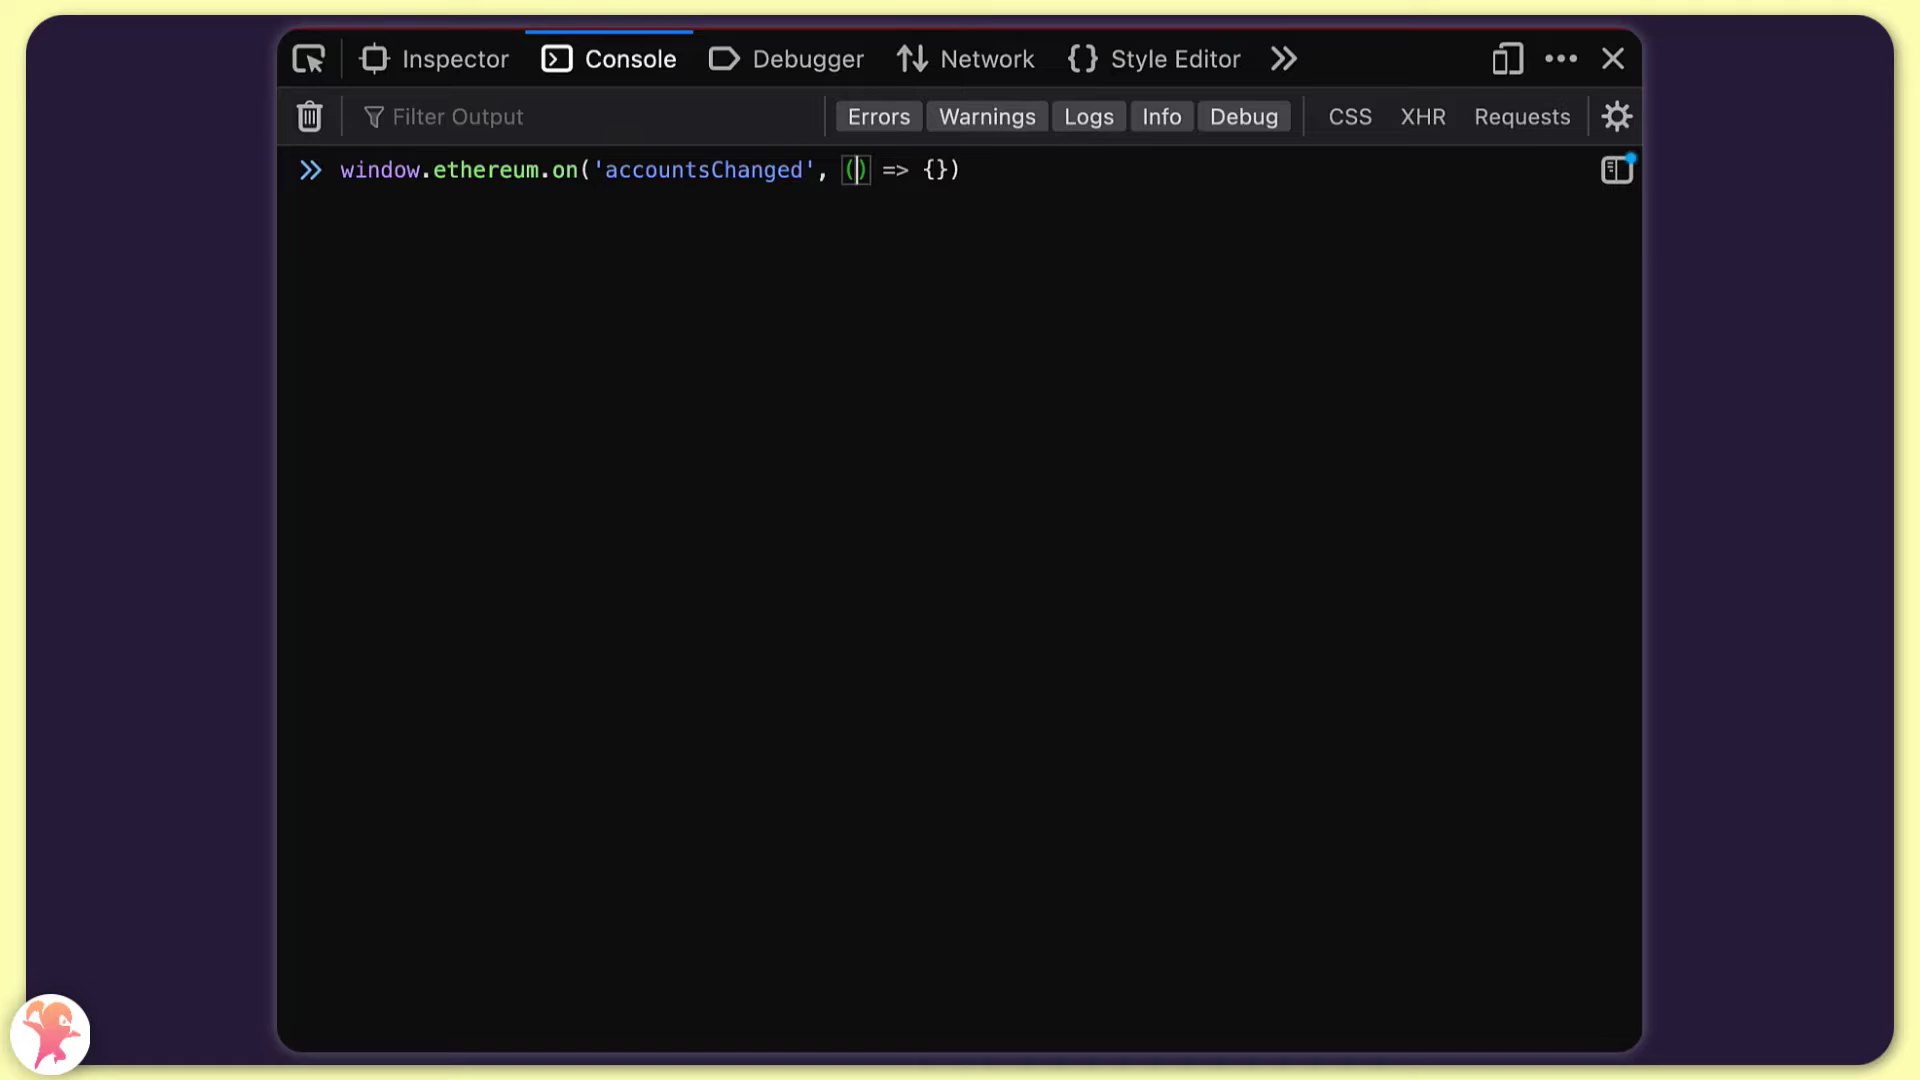 Inspector Console Debugger Network {} Style Editor
Filter Output Errors Warnings Logs Info Debug CSS XHR Requests
window.ethereum.on('accountsChanged', () => {})